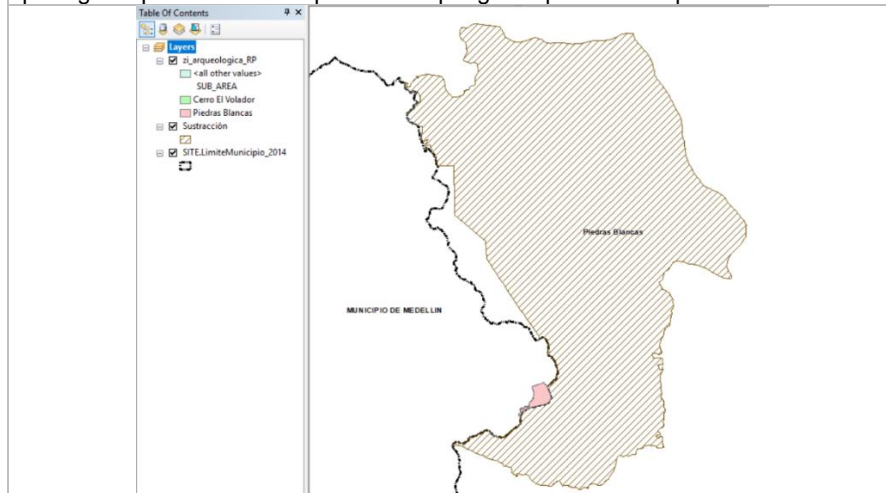 Table Of Contents
Layers
zi_arqueologica_RP
<all other values>
SUB_AREA
Cerro El Volador
Piedras Blancas
Sustracción
SITE.LimiteMunicipio_2014
Piedras Blancas
MUNICIPIO DE MEDELLIN